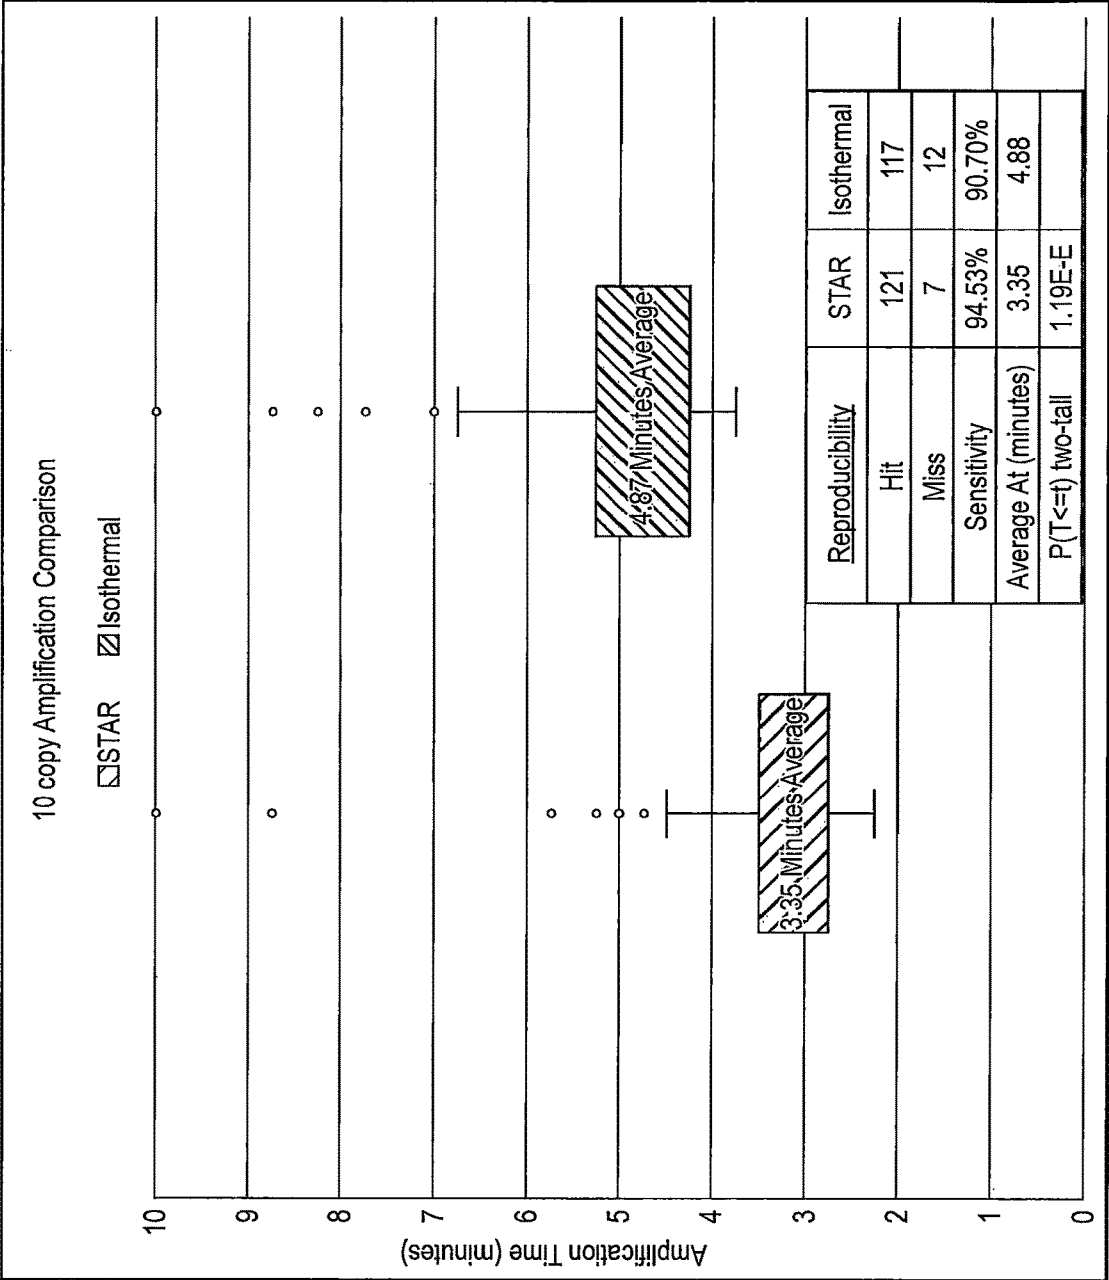 10 copy Amplification Comparison
STAR Isothermal
Amplification Time (minutes)
10
9
8
7
6
5
4
3
2
1
0
3.35 Minutes Average
4.87 Minutes Average
Reproducibility STAR Isothermal
Hit 121 117
Miss 7 12
Sensitivity 94.53% 90.70%
Average At (minutes) 3.35 4.88
P(T<=t) two-tall 1.19E-E